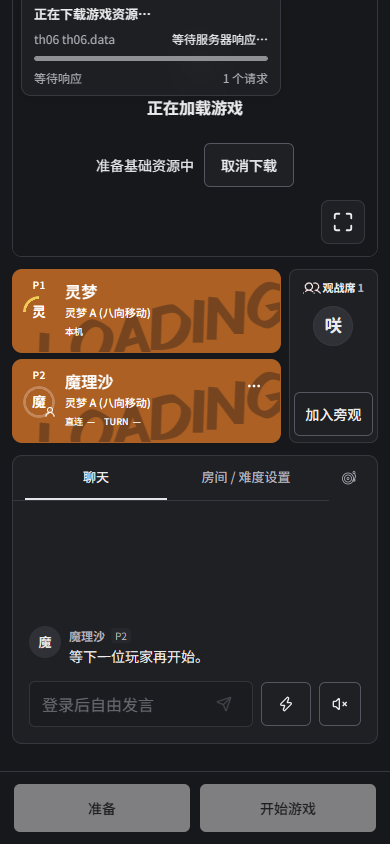 正在下载游戏资源…
th06 th06.data 等待服务器响应…
等待响应 1 个请求
正在加载游戏
准备基础资源中 取消下载
P1
灵
灵梦
灵梦 A (八向移动)
本机
LOADING
P2
魔
魔理沙
灵梦 A (八向移动)
直连 — TURN —
LOADING
观战席 1
咲
加入旁观
聊天 房间 / 难度设置
魔
魔理沙 P2
等下一位玩家再开始。
登录后自由发言
准备 开始游戏